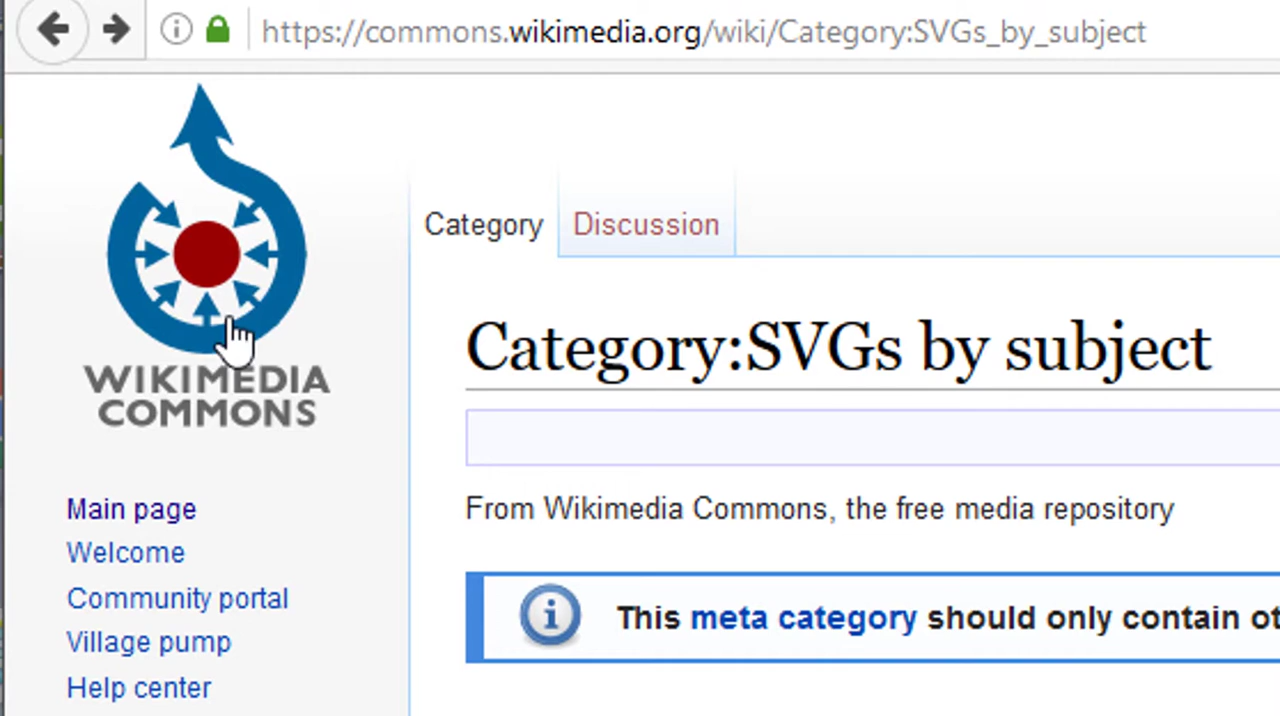 https://commons.wikimedia.org/wiki/Category:SVGs_by_subject
WIKIMEDIA
COMMONS
Main page
Welcome
Community portal
Village pump
Help center
Category
Discussion
Category:SVGs by subject
From Wikimedia Commons, the free media repository
This meta category should only contain